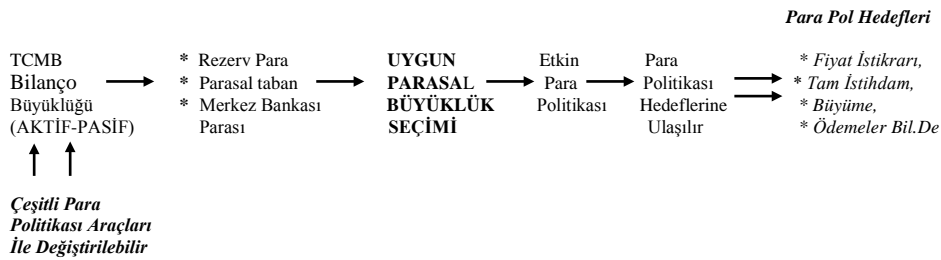 Para Pol Hedefleri
TCMB
Bilanço
Büyüklüğü
(AKTİF-PASİF)
* Rezerv Para
* Parasal taban
* Merkez Bankası
Parası
UYGUN
PARASAL
BÜYÜKLÜK
SEÇİMİ
Etkin
Para
Politikası
Para
Politikası
Hedeflerine
Ulaşılır
* Fiyat İstikrarı,
* Tam İstihdam,
* Büyüme,
* Ödemeler Bil.De
Çeşitli Para
Politikası Araçları
İle Değiştirilebilir